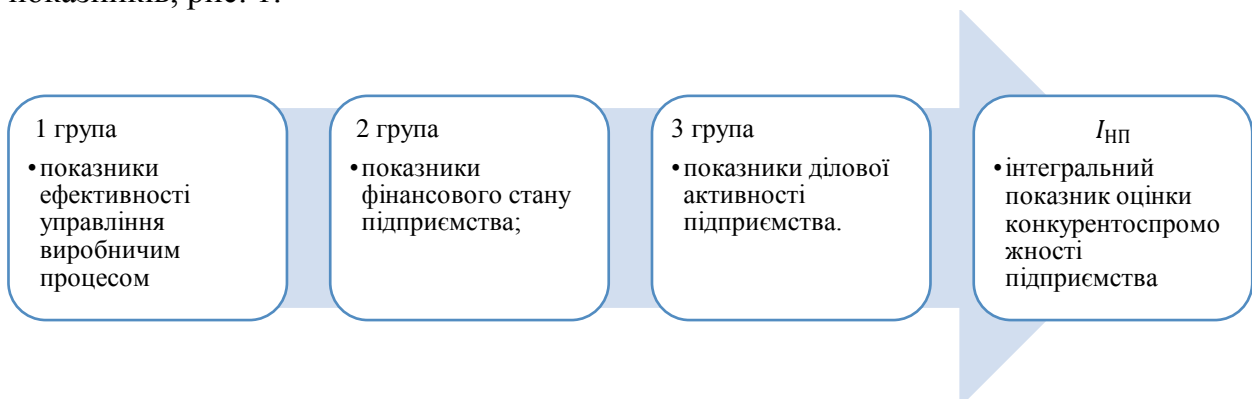 показників, рис. 1.
1 група
•показники
ефективності
управління
виробничим
процесом
2 група
•показники
фінансового стану
підприємства;
3 група
•показники ділової
активності
підприємства.
IНП
•інтегральний
показник оцінки
конкурентоспромо
жності
підприємства